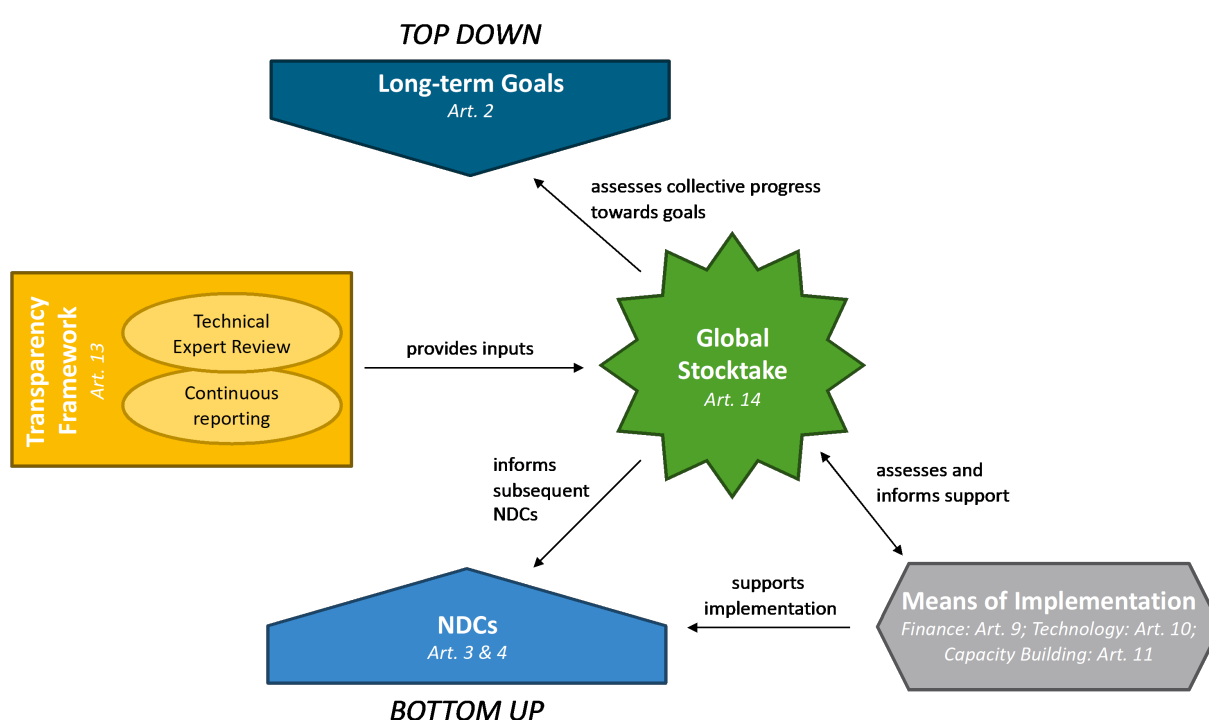 TOP DOWN
Long-term Goals
Art. 2
assesses collective progress
towards goals
Transparency
Framework
Art. 13
Technical
Expert Review
Continuous
reporting
provides inputs
Global
Stocktake
Art. 14
informs
subsequent
NDCs
assesses and
informs support
supports
implementation
NDCs
Art. 3 & 4
Means of Implementation
Finance: Art. 9; Technology: Art. 10;
Capacity Building: Art. 11
BOTTOM UP